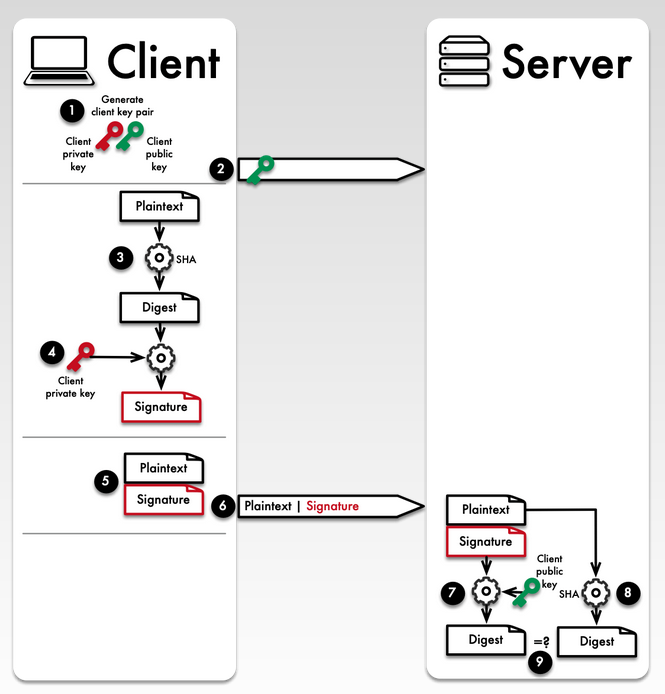 Client
Server
1
Generate
client key pair
Client
private
key
Client
public
key
2
Plaintext
3
SHA
Digest
4
Client
private key
Signature
5
Plaintext
Signature
6
Plaintext | Signature
Plaintext
Signature
Client
public
key
7
SHA
8
Digest
=?
Digest
9